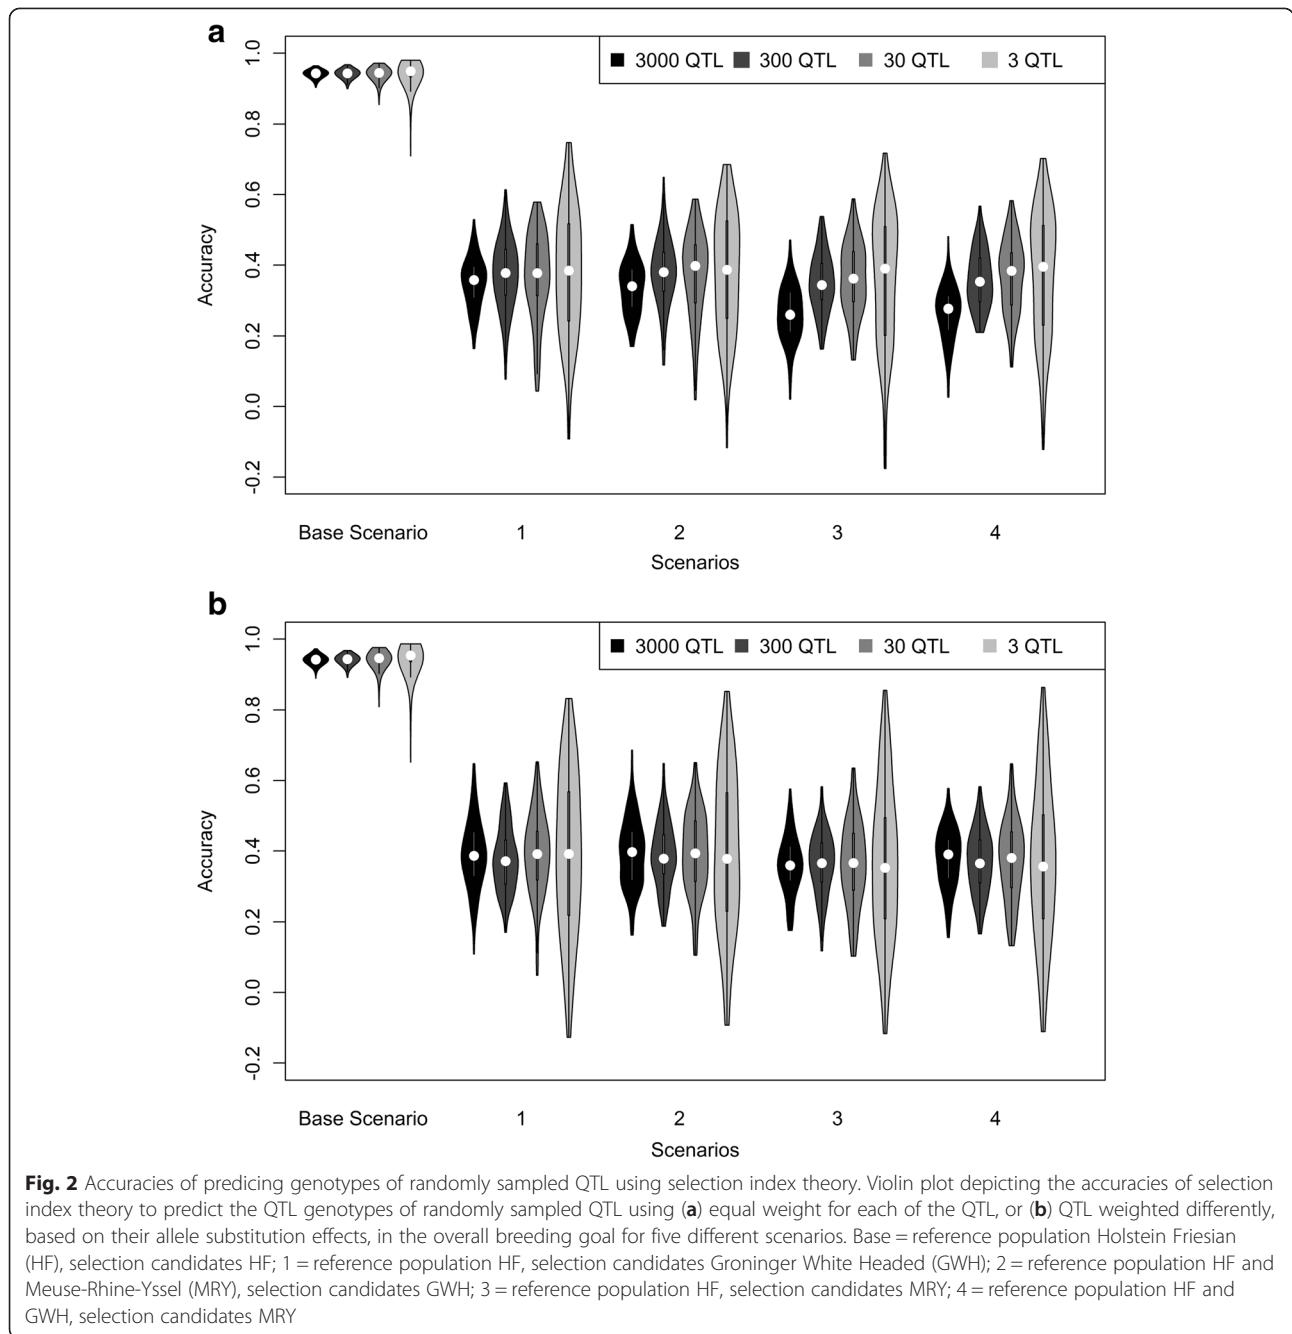 a
3000 QTL 300 QTL 30 QTL 3 QTL
1.0
0.8
0.6
0.4
0.2
0.0
-0.2
Accuracy
Base Scenario 1 2 3 4
Scenarios
b
3000 QTL 300 QTL 30 QTL 3 QTL
1.0
0.8
0.6
0.4
0.2
0.0
-0.2
Accuracy
Base Scenario 1 2 3 4
Scenarios
Fig. 2 Accuracies of predicing genotypes of randomly sampled QTL using selection index theory. Violin plot depicting the accuracies of selection
index theory to predict the QTL genotypes of randomly sampled QTL using (a) equal weight for each of the QTL, or (b) QTL weighted differently,
based on their allele substitution effects, in the overall breeding goal for five different scenarios. Base = reference population Holstein Friesian
(HF), selection candidates HF; 1 = reference population HF, selection candidates Groninger White Headed (GWH); 2 = reference population HF and
Meuse-Rhine-Yssel (MRY), selection candidates GWH; 3 = reference population HF, selection candidates MRY; 4 = reference population HF and
GWH, selection candidates MRY